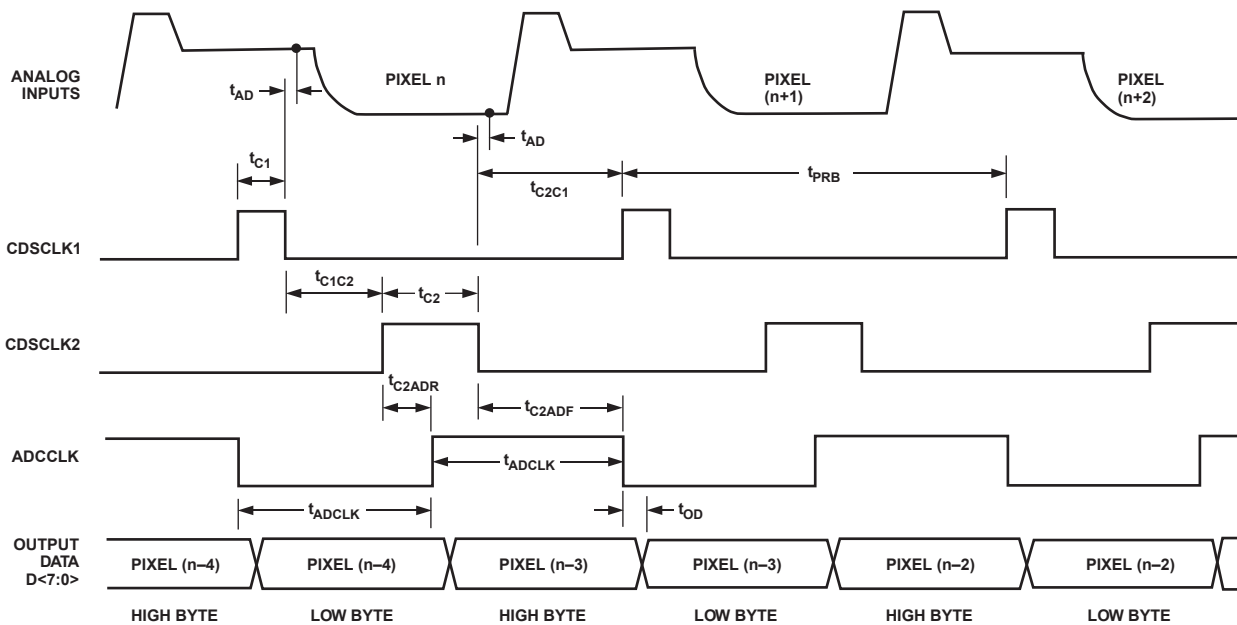 ANALOG
INPUTS
PIXEL n
PIXEL
(n+1)
PIXEL
(n+2)
tAD
tAD
tC1
tC2C1
tPRB
CDSCLK1
tC1C2
tC2
CDSCLK2
tC2ADR
tC2ADF
ADCCLK
tADCLK
tADCLK
tOD
OUTPUT
DATA
D<7:0>
PIXEL (n–4)
PIXEL (n–4)
PIXEL (n–3)
PIXEL (n–3)
PIXEL (n–2)
PIXEL (n–2)
HIGH BYTE
LOW BYTE
HIGH BYTE
LOW BYTE
HIGH BYTE
LOW BYTE